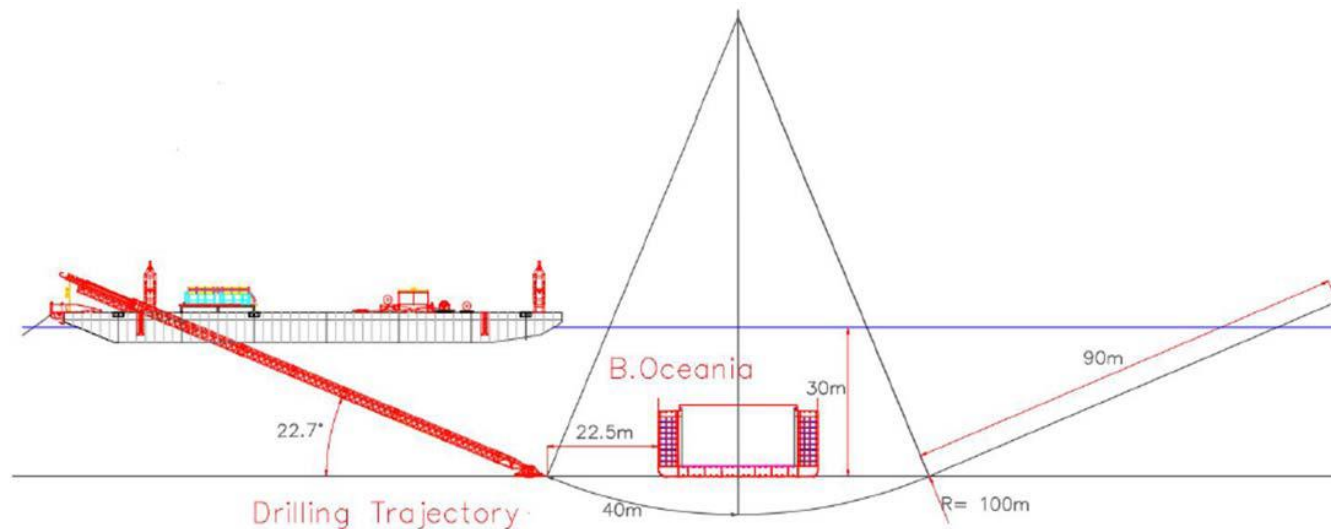 B.Oceania
30m
90m
22.7°
22.5m
40m
R= 100m
Drilling Trajectory